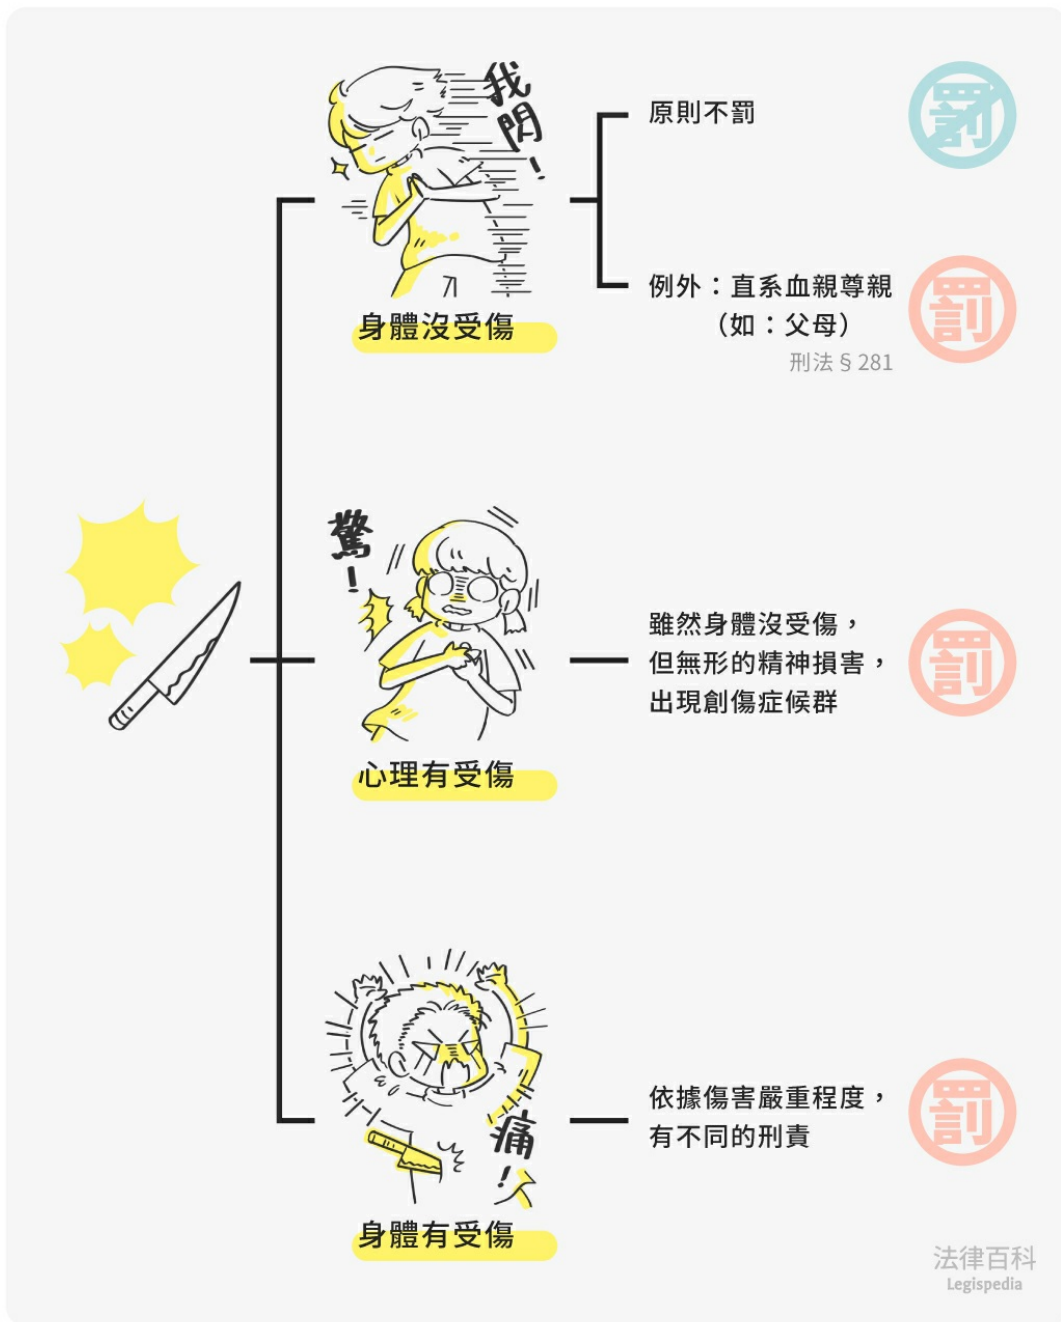 我閃！
身體沒受傷
原則不罰
罰
例外：直系血親尊親
（如：父母）
刑法§281
罰
驚！
心理有受傷
雖然身體沒受傷，
但無形的精神損害，
出現創傷症候群
罰
痛！
身體有受傷
依據傷害嚴重程度，
有不同的刑責
罰
法律百科
Legispedia